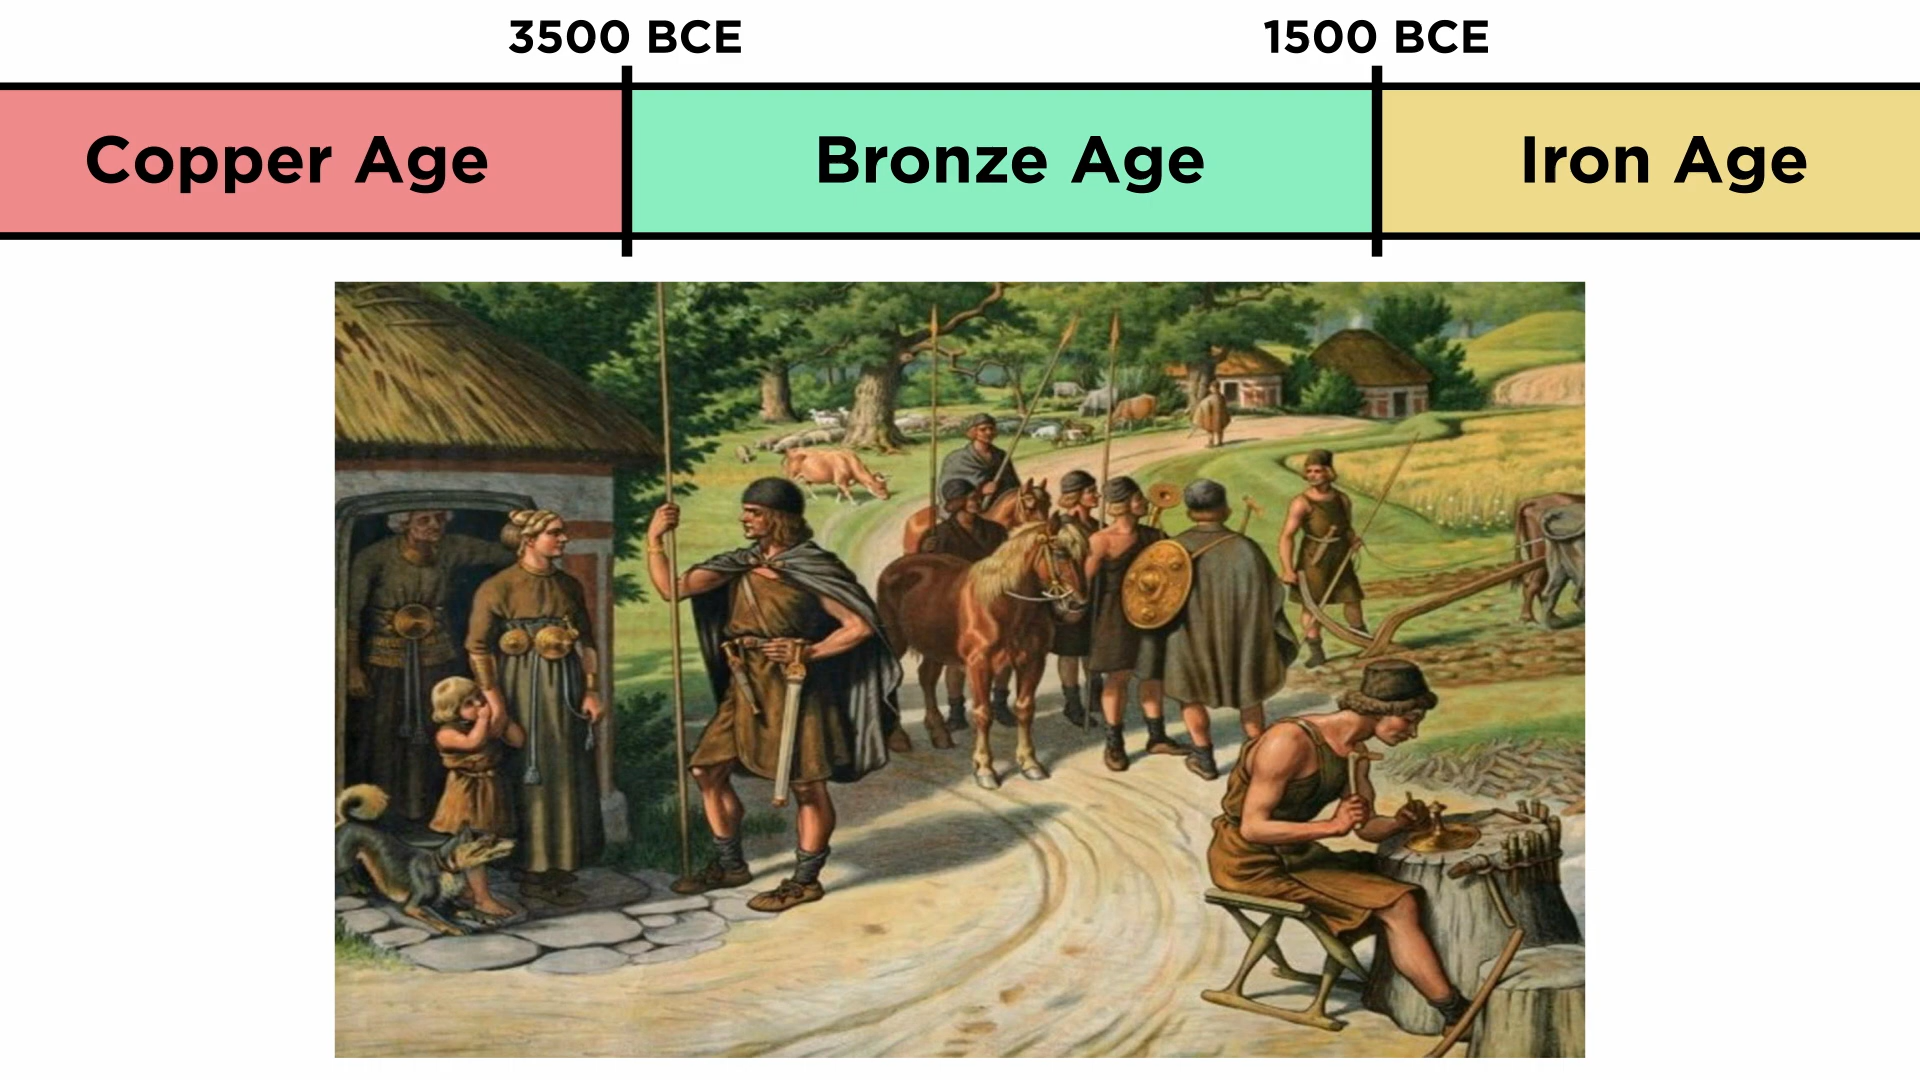 3500 BCE
1500 BCE
Copper Age
Bronze Age
Iron Age